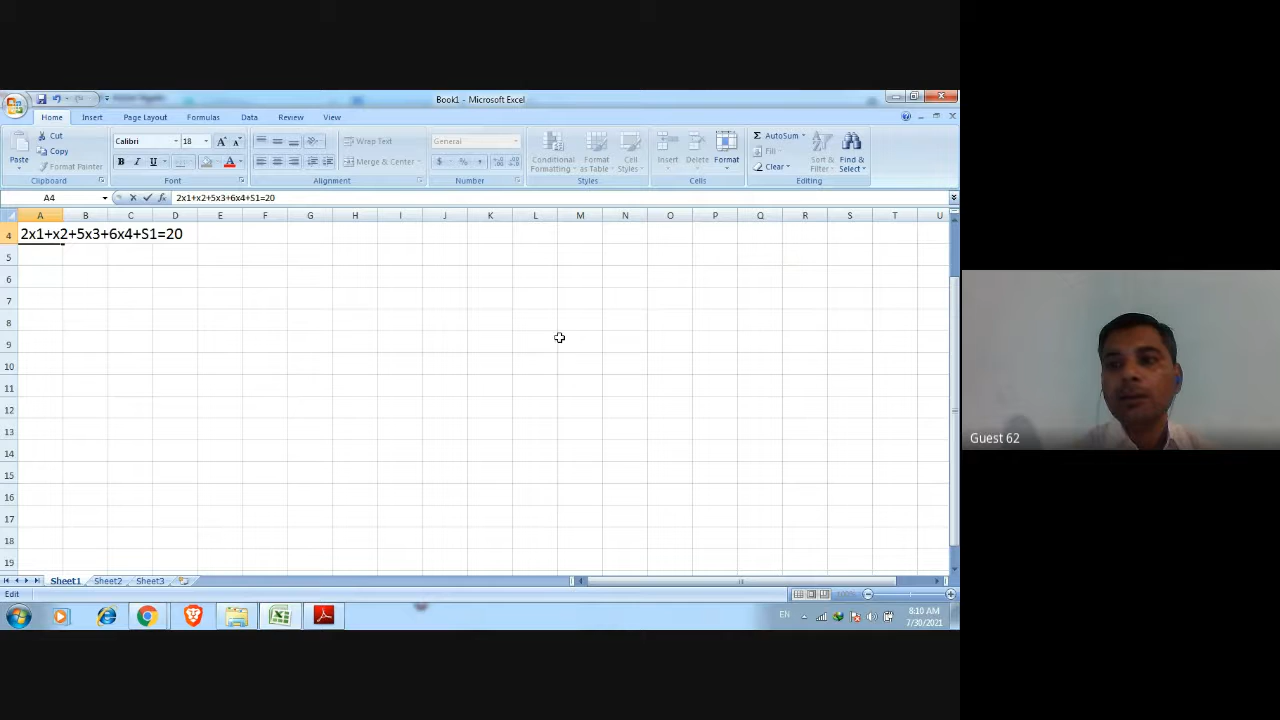 Book1 - Microsoft Excel
Home Insert Page Layout Formulas Data Review View
Paste
Cut
Copy
Format Painter
Clipboard
Calibri 18
B I U
Font
Wrap Text
Merge & Center
Alignment
General
$ % ,
Number
Conditional Formatting
Format as Table
Cell Styles
Styles
Insert Delete Format
Cells
AutoSum
Fill
Clear
Sort & Filter
Find & Select
Editing
A4 fx 2x1+x2+5x3+6x4+S1=20
A B C D E F G H I J K L M N O P Q R S T U
4 2x1+x2+5x3+6x4+S1=20
5
6
7
8
9
10
11
12
13
14
15
16
17
18
19
Sheet1 Sheet2 Sheet3
Edit
EN
8:10 AM
7/30/2021
Guest 62